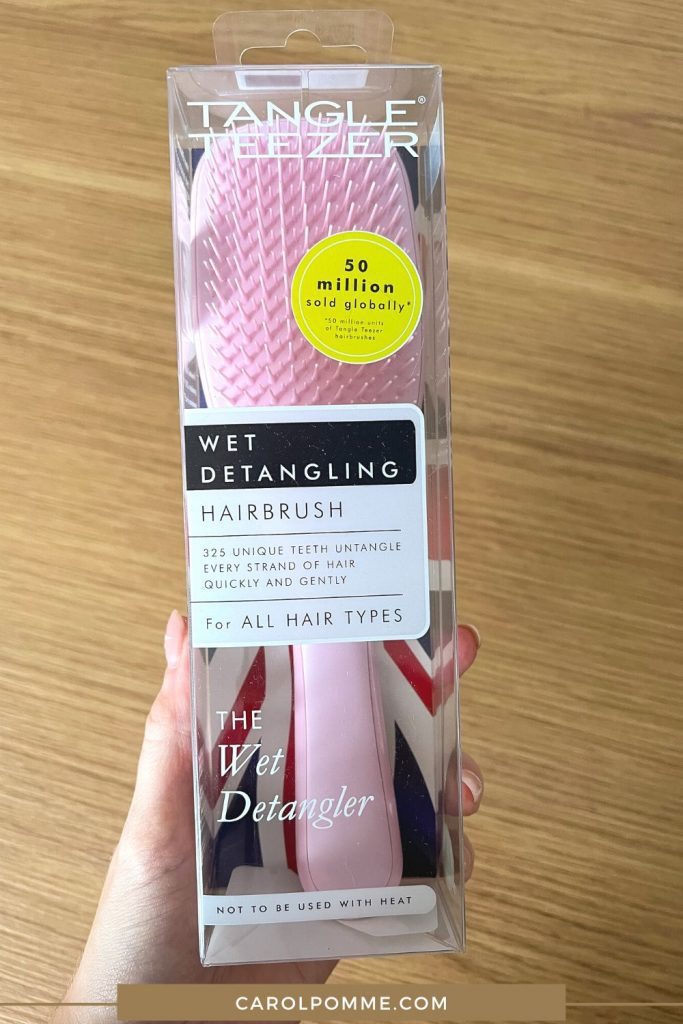 TANGLE®
TEEZER
50
million
sold globally*
*50 million units
of Tangle Teezer
hairbrushes
WET
DETANGLING
HAIRBRUSH
325 UNIQUE TEETH UNTANGLE
EVERY STRAND OF HAIR
QUICKLY AND GENTLY
For ALL HAIR TYPES
THE
Wet
Detangler
NOT TO BE USED WITH HEAT
CAROLPOMME.COM